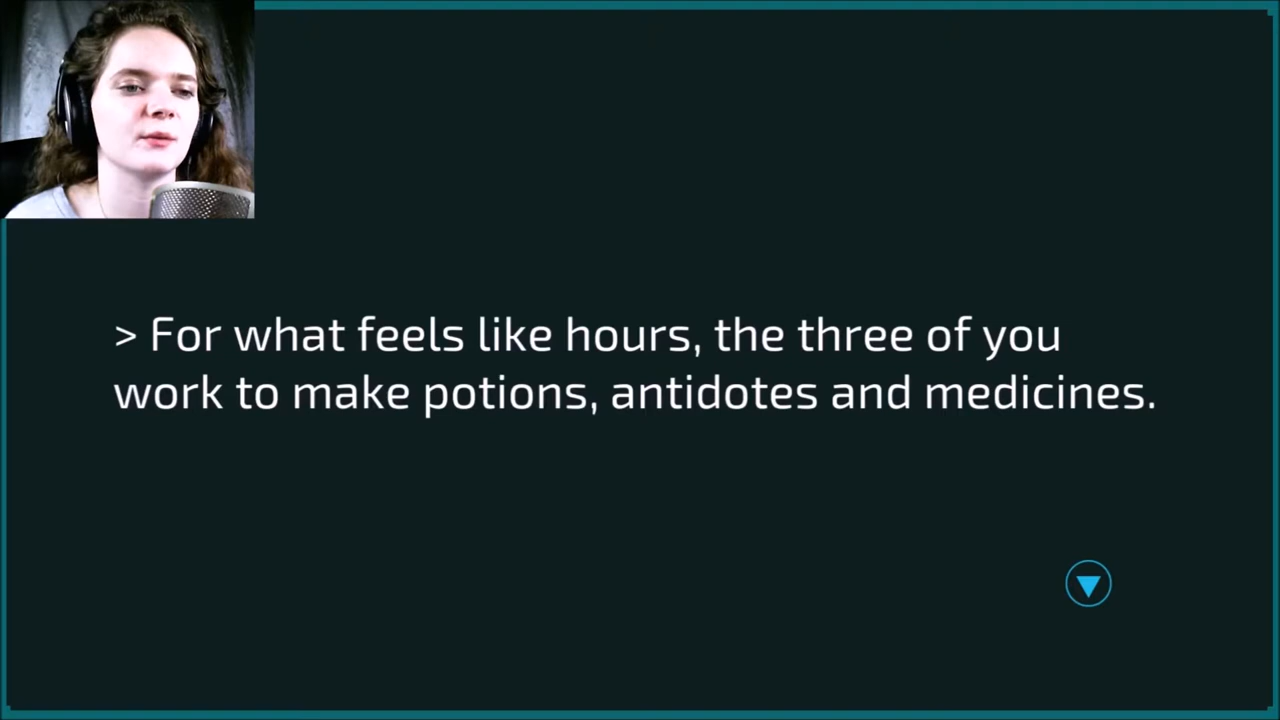 > For what feels like hours, the three of you
work to make potions, antidotes and medicines.